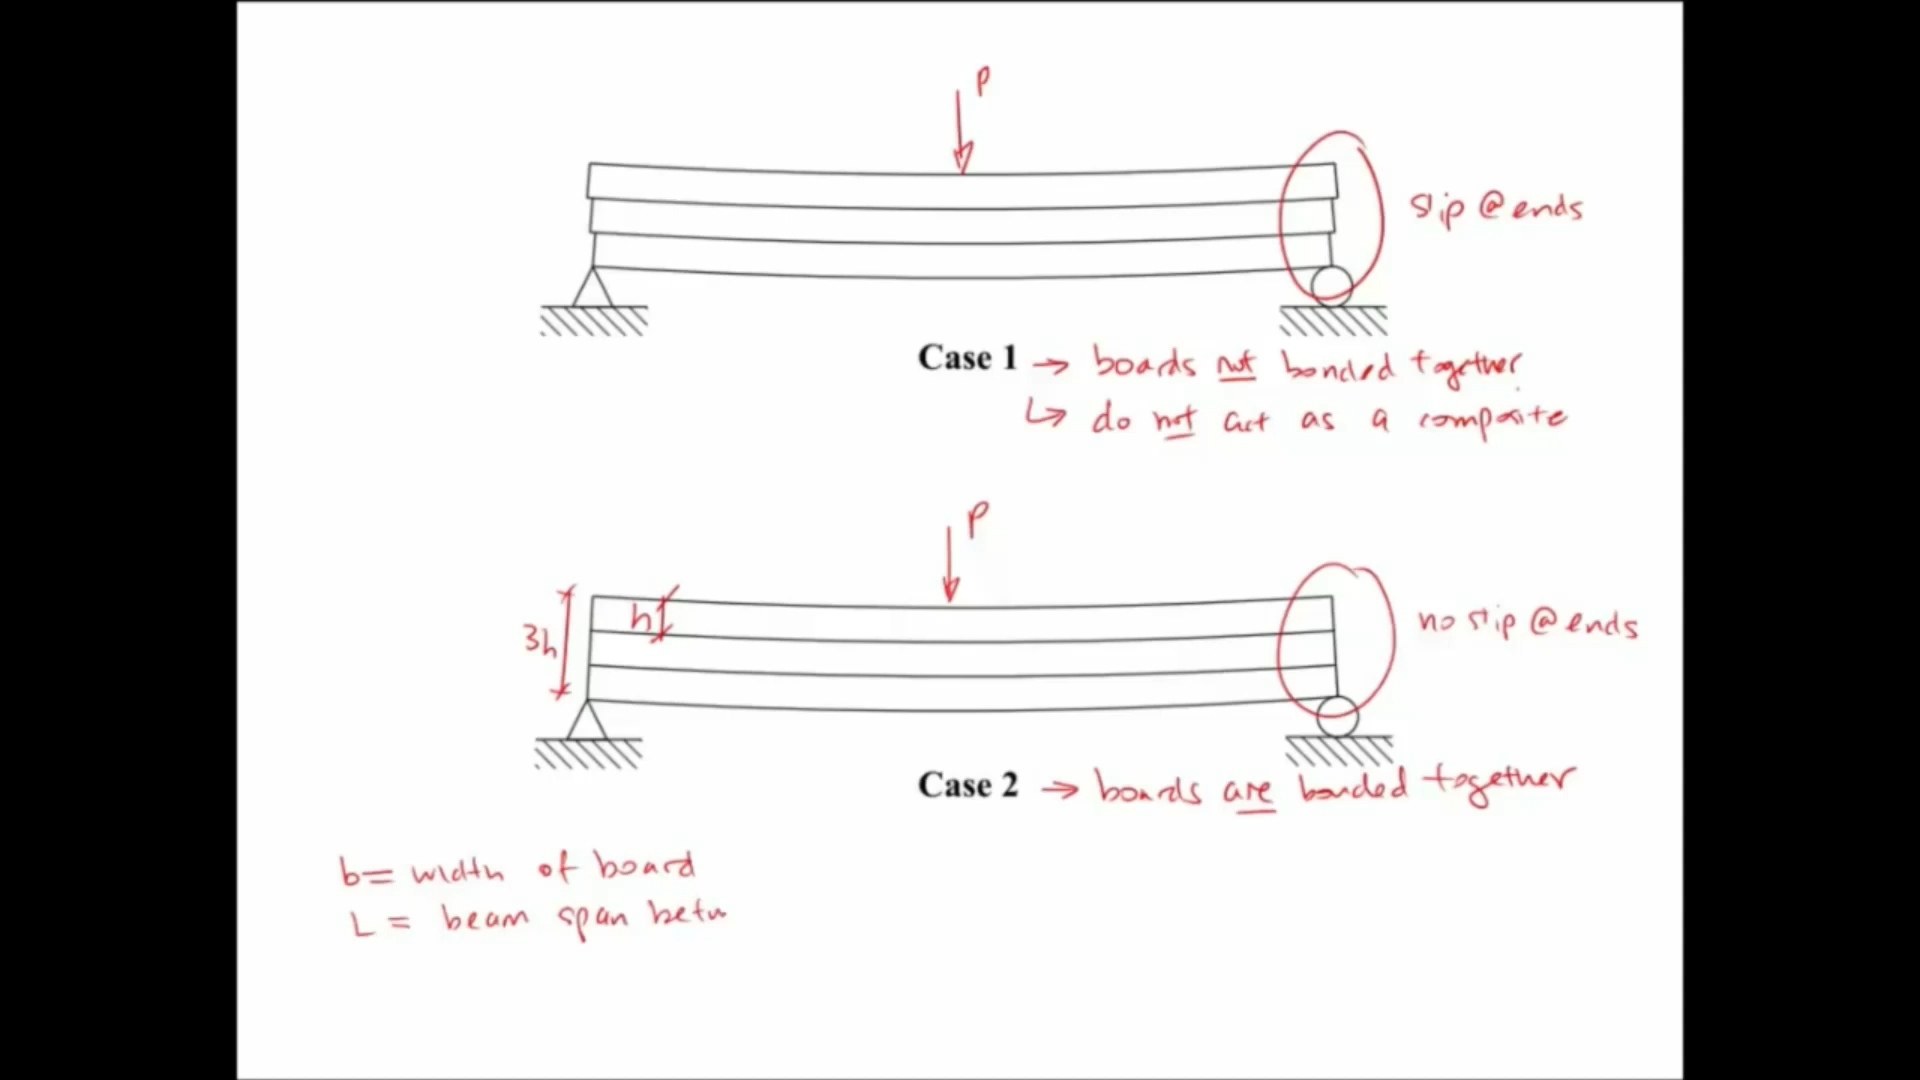 P
slip @ ends
Case 1 → boards not bonded together
↳ do not act as a composite
P
3h
h
no slip @ ends
Case 2 → boards are bonded together
b = width of board
L = beam span betw